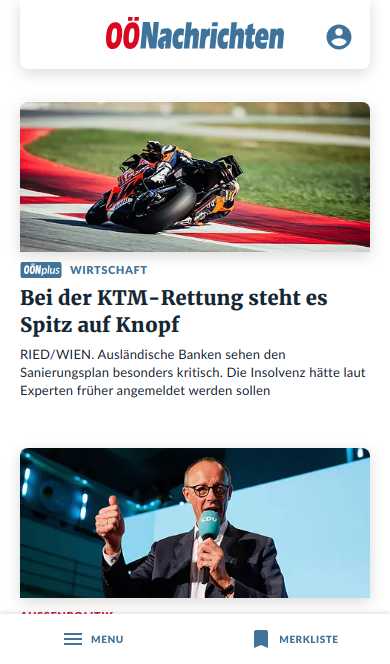 OÖNachrichten
OÖNplus WIRTSCHAFT
Bei der KTM-Rettung steht es
Spitz auf Knopf
RIED/WIEN. Ausländische Banken sehen den
Sanierungsplan besonders kritisch. Die Insolvenz hätte laut
Experten früher angemeldet werden sollen
CDU
AUSSENPOLITIK
MENU
MERKLISTE